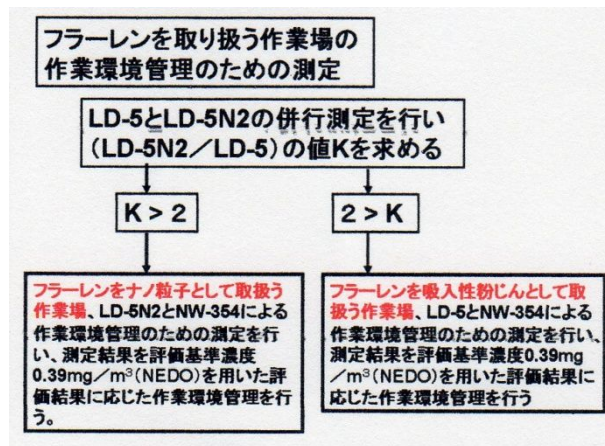 フラーレンを取り扱う作業場の
作業環境管理のための測定
LD-5とLD-5N2の併行測定を行い
(LD-5N2/LD-5)の値Kを求める
K > 2
2 > K
フラーレンをナノ粒子として取扱う
作業場、LD-5N2とNW-354による
作業環境管理のための測定を行
い、測定結果を評価基準濃度
0.39mg/m³(NEDO)を用いた評
価結果に応じた作業環境管理を行
う。
フラーレンを吸入性粉じんとして取
扱う作業場、LD-5とNW-354による
作業環境管理のための測定を行い、
測定結果を評価基準濃度0.39mg
/m³(NEDO)を用いた評価結果に
応じた作業環境管理を行う